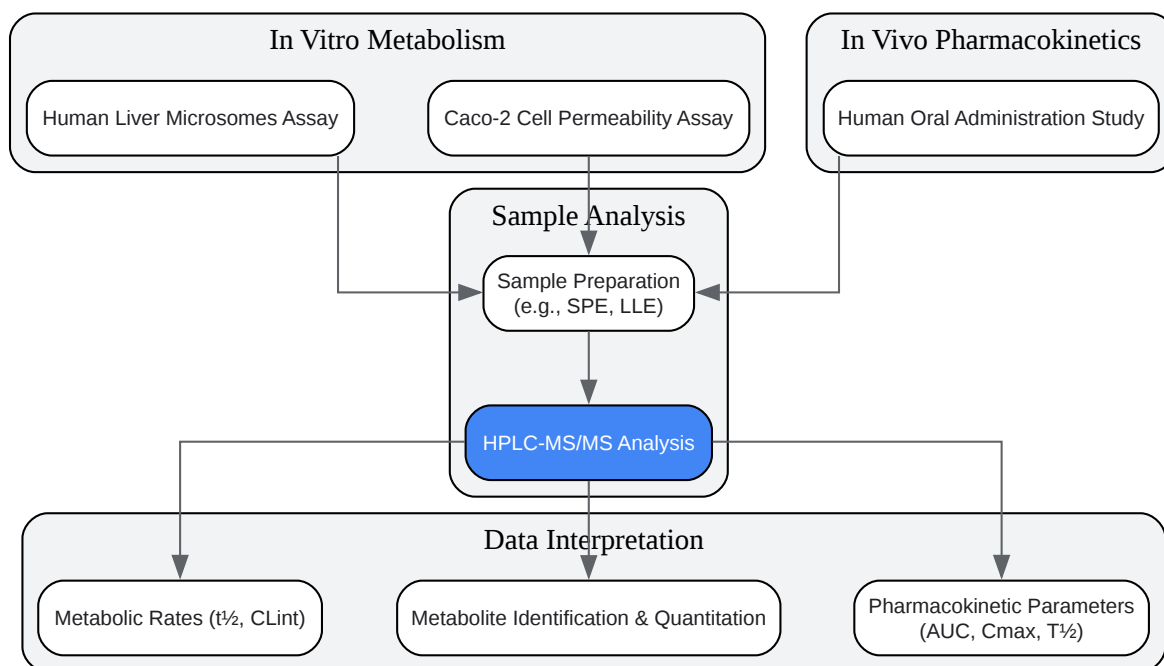 In Vitro Metabolism
In Vivo Pharmacokinetics
Human Liver Microsomes Assay
Caco-2 Cell Permeability Assay
Human Oral Administration Study
Sample Analysis
Sample Preparation
(e.g., SPE, LLE)
HPLC-MS/MS Analysis
Data Interpretation
Metabolic Rates (t½, CLint)
Metabolite Identification & Quantitation
Pharmacokinetic Parameters
(AUC, Cmax, T½)